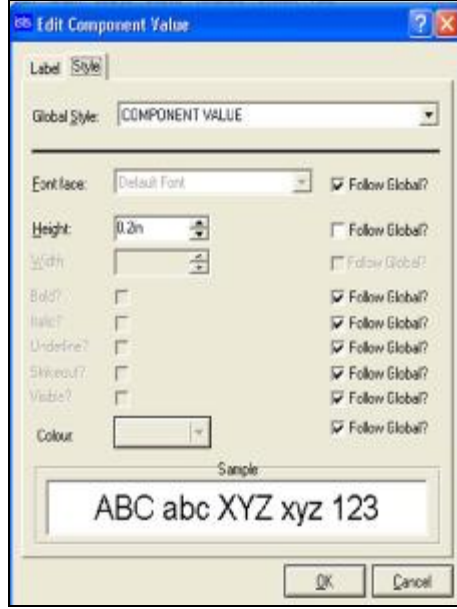 isis Edit Component Value
Label Style
Global Style: COMPONENT VALUE
Font face: Default Font Follow Global?
Height: 0.2in Follow Global?
Width: Follow Global?
Bold? Follow Global?
Italic? Follow Global?
Underline? Follow Global?
Strikeout? Follow Global?
Visible? Follow Global?
Colour: Follow Global?
Sample
ABC abc XYZ xyz 123
OK Cancel